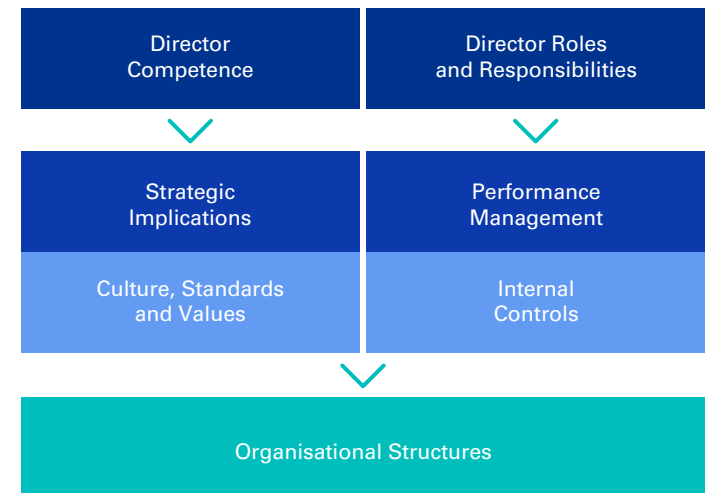 Director
Competence
Director Roles
and Responsibilities
Strategic
Implications
Performance
Management
Culture, Standards
and Values
Internal
Controls
Organisational Structures